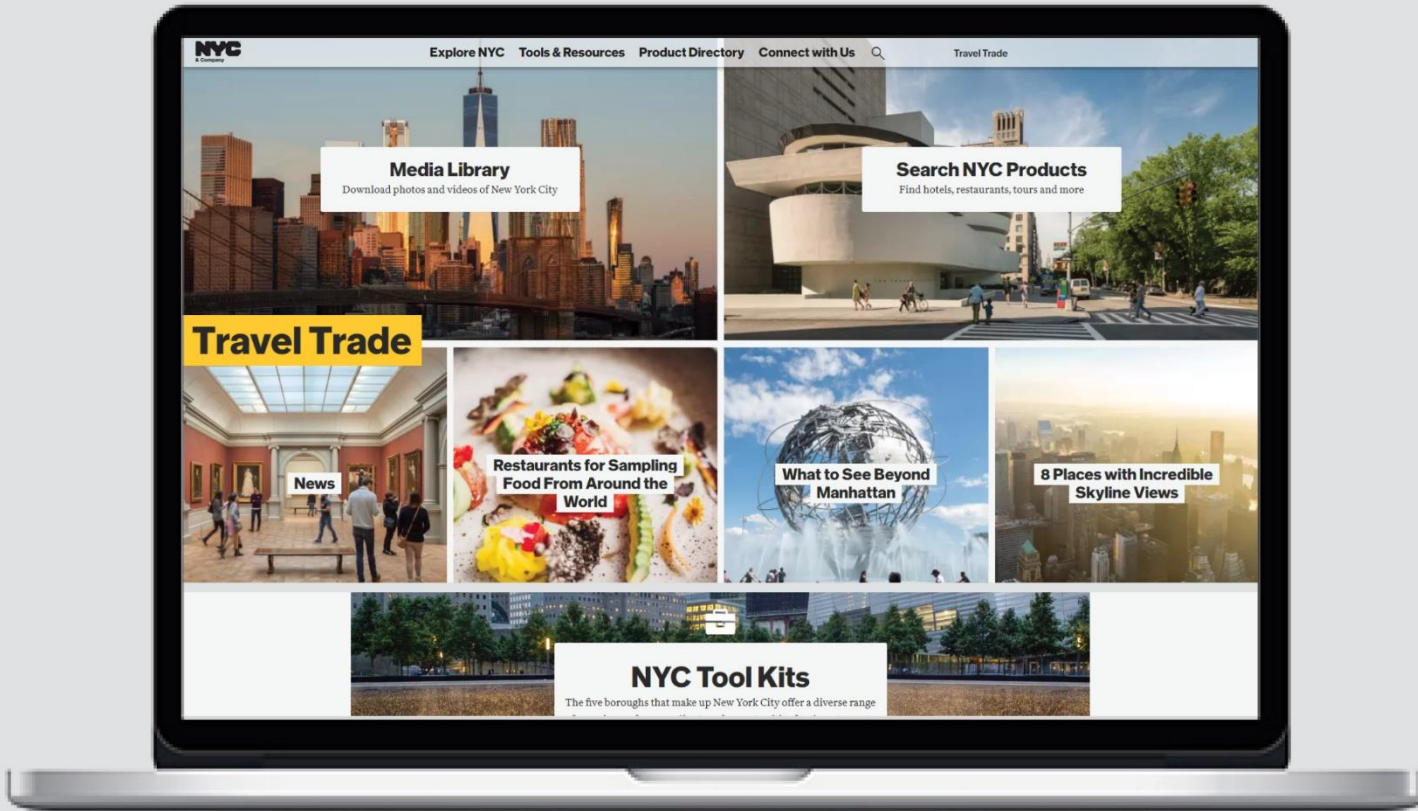 NYC
& Company
Explore NYC Tools & Resources Product Directory Connect with Us
Travel Trade
Media Library
Download photos and videos of New York City
Search NYC Products
Find hotels, restaurants, tours and more
Travel Trade
News
Restaurants for Sampling
Food From Around the
World
What to See Beyond
Manhattan
8 Places with Incredible
Skyline Views
NYC Tool Kits
The five boroughs that make up New York City offer a diverse range